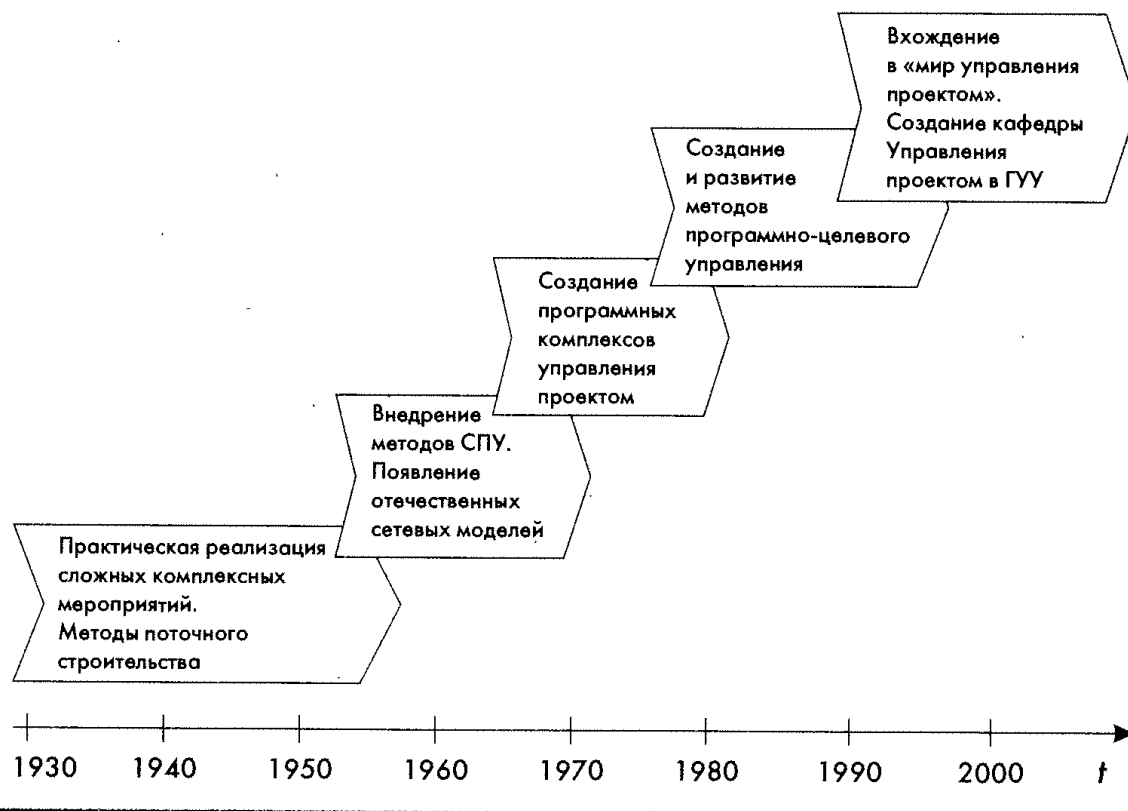 Вхождение
в «мир управления
проектом».
Создание кафедры
Управления
проектом в ГУУ
Создание
и развитие
методов
программно-целевого
управления
Создание
программных
комплексов
управления
проектом
Внедрение
методов СПУ.
Появление
отечественных
сетевых моделей
Практическая реализация
сложных комплексных
мероприятий.
Методы поточного
строительства
1930 1940 1950 1960 1970 1980 1990 2000 t